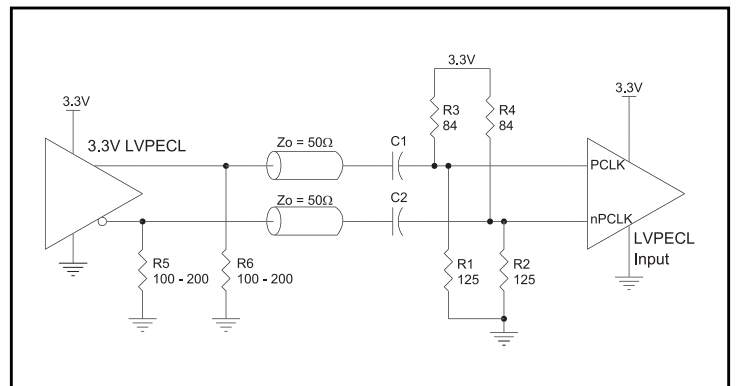 3.3V
3.3V LVPECL
R5
100 - 200
R6
100 - 200
Zo = 50Ω
Zo = 50Ω
C1
C2
3.3V
R3
84
R4
84
R1
125
R2
125
3.3V
PCLK
nPCLK
LVPECL
Input